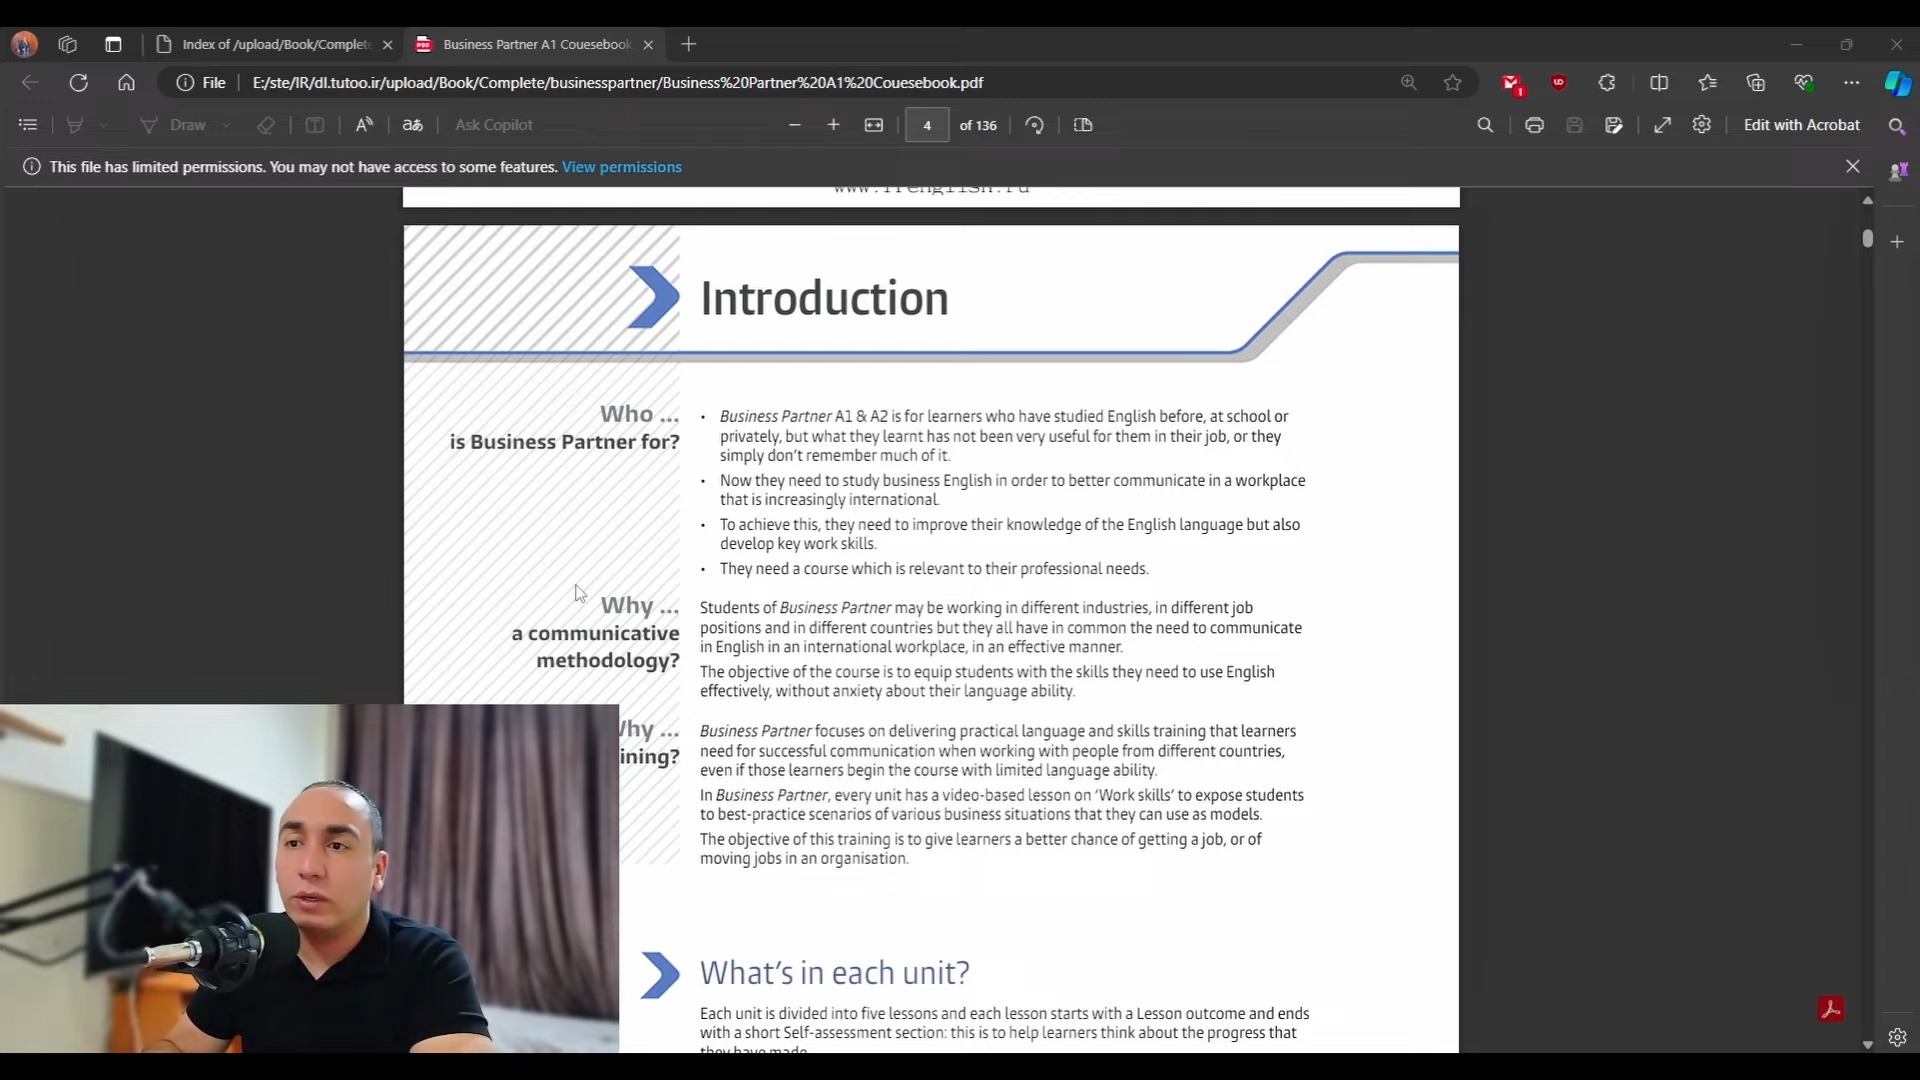 Index of /upload/Book/Complete
Business Partner A1 Couesebook
File
E:/ste/IR/dl.tutoo.ir/upload/Book/Complete/businesspartner/Business%20Partner%20A1%20Couesebook.pdf
1
Draw
aあ
Ask Copilot
4
of 136
Edit with Acrobat
This file has limited permissions. You may not have access to some features. View permissions
Introduction
Who ...
is Business Partner for?
• Business Partner A1 & A2 is for learners who have studied English before, at school or
privately, but what they learnt has not been very useful for them in their job, or they
simply don't remember much of it.
• Now they need to study business English in order to better communicate in a workplace
that is increasingly international.
• To achieve this, they need to improve their knowledge of the English language but also
develop key work skills.
• They need a course which is relevant to their professional needs.
Why ...
a communicative
methodology?
Students of Business Partner may be working in different industries, in different job
positions and in different countries but they all have in common the need to communicate
in English in an international workplace, in an effective manner.
The objective of the course is to equip students with the skills they need to use English
effectively, without anxiety about their language ability.
Why ...
ining?
Business Partner focuses on delivering practical language and skills training that learners
need for successful communication when working with people from different countries,
even if those learners begin the course with limited language ability.
In Business Partner, every unit has a video-based lesson on 'Work skills' to expose students
to best-practice scenarios of various business situations that they can use as models.
The objective of this training is to give learners a better chance of getting a job, or of
moving jobs in an organisation.
What's in each unit?
Each unit is divided into five lessons and each lesson starts with a Lesson outcome and ends
with a short Self-assessment section: this is to help learners think about the progress that
they have made.